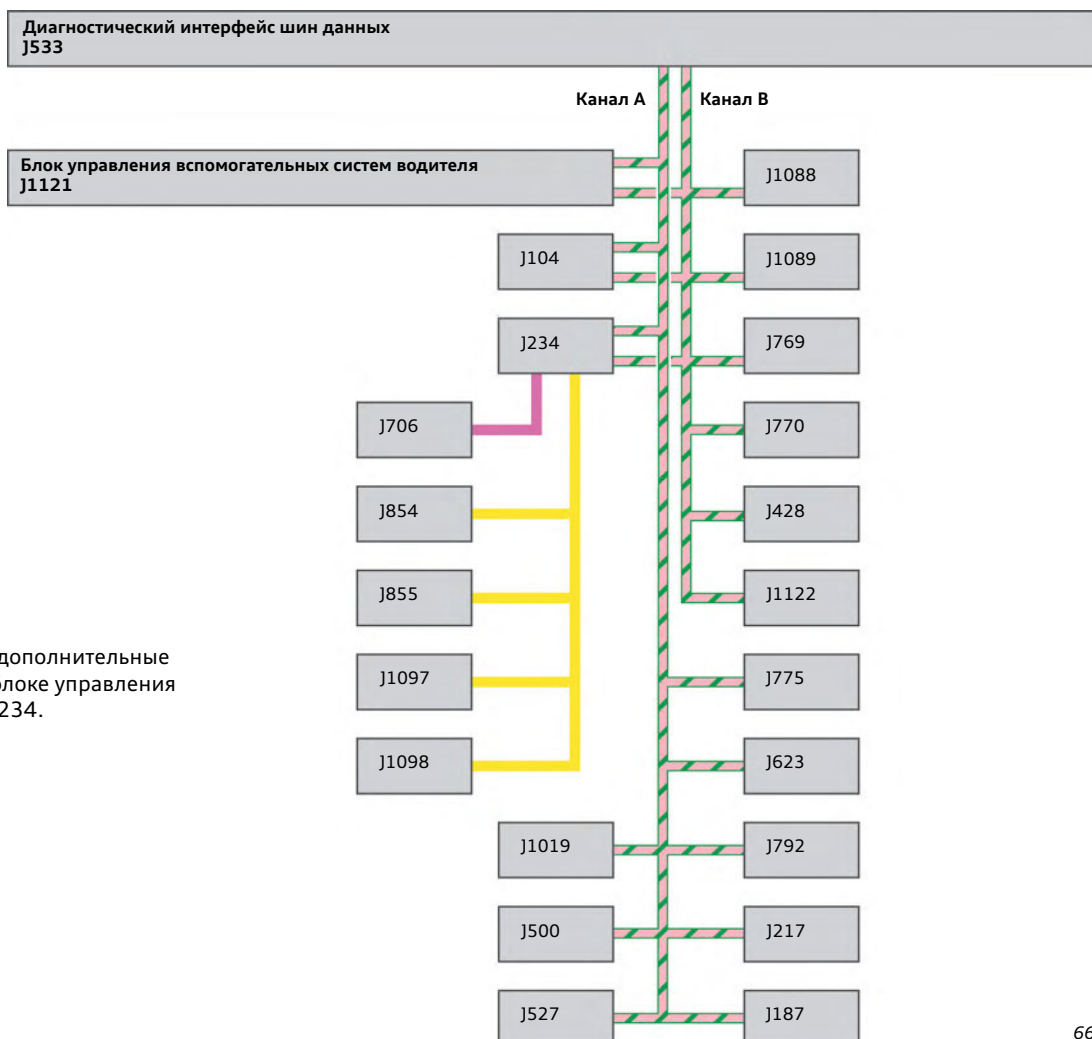 Диагностический интерфейс шин данных
J533
Канал A
Канал B
Блок управления вспомогательных систем водителя
J1121
J1088
J104
J1089
J234
J769
J706
J770
J854
J428
J855
J1122
дополнительные
локе управления
234.
J1097
J775
J1098
J623
J1019
J792
J500
J217
J527
J187
66